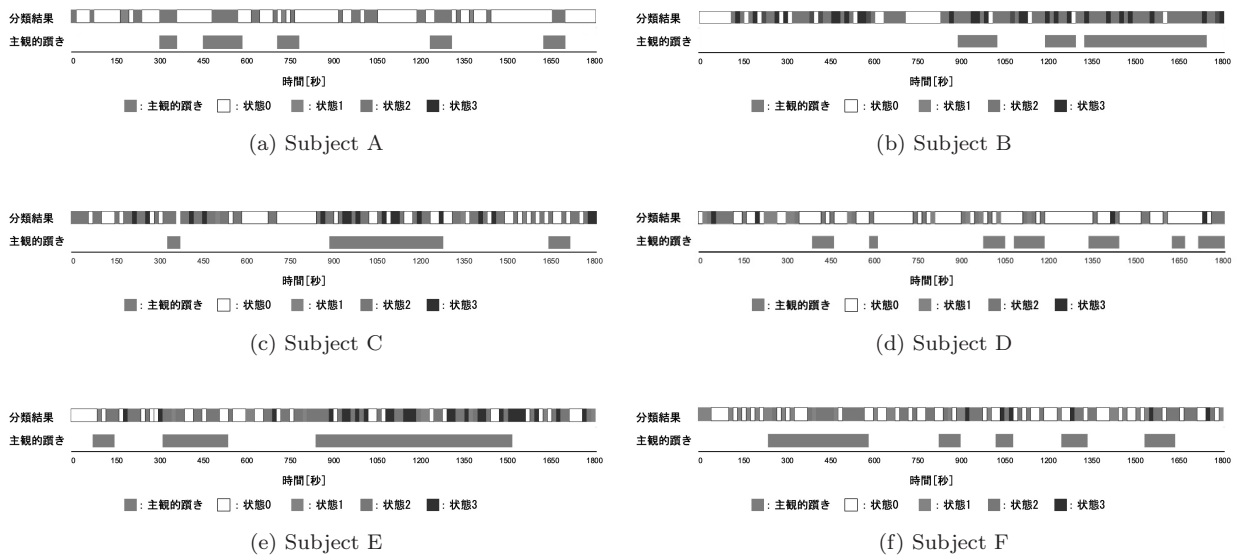 分類結果
主観的躓き
0 150 300 450 600 750 900 1050 1200 1350 1500 1650 1800
時間[秒]
: 主観的躓き : 状態0 : 状態1 : 状態2 : 状態3
(a) Subject A
分類結果
主観的躓き
0 150 300 450 600 750 900 1050 1200 1350 1500 1650 1800
時間[秒]
: 主観的躓き : 状態0 : 状態1 : 状態2 : 状態3
(b) Subject B
分類結果
主観的躓き
0 150 300 450 600 750 900 1050 1200 1350 1500 1650 1800
時間[秒]
: 主観的躓き : 状態0 : 状態1 : 状態2 : 状態3
(c) Subject C
分類結果
主観的躓き
0 150 300 450 600 750 900 1050 1200 1350 1500 1650 1800
時間[秒]
: 主観的躓き : 状態0 : 状態1 : 状態2 : 状態3
(d) Subject D
分類結果
主観的躓き
0 150 300 450 600 750 900 1050 1200 1350 1500 1650 1800
時間[秒]
: 主観的躓き : 状態0 : 状態1 : 状態2 : 状態3
(e) Subject E
分類結果
主観的躓き
0 150 300 450 600 750 900 1050 1200 1350 1500 1650 1800
時間[秒]
: 主観的躓き : 状態0 : 状態1 : 状態2 : 状態3
(f) Subject F